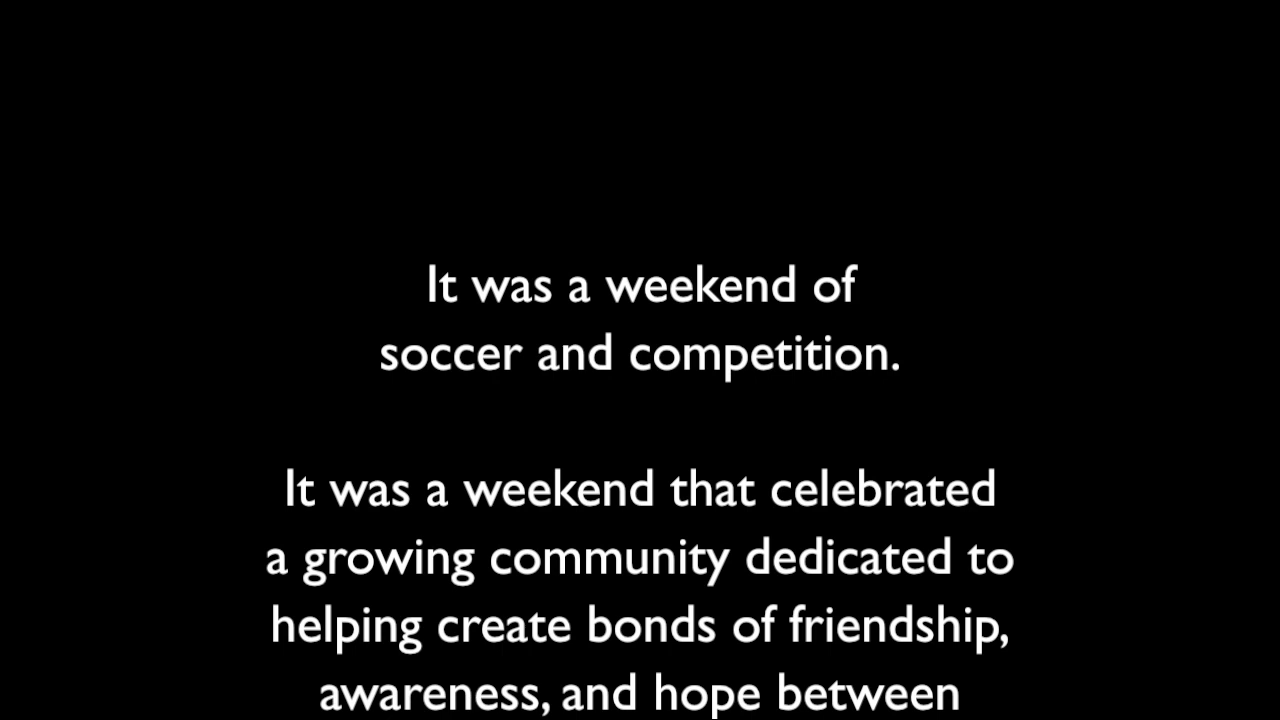 It was a weekend of
soccer and competition.
It was a weekend that celebrated
a growing community dedicated to
helping create bonds of friendship,
awareness, and hope between